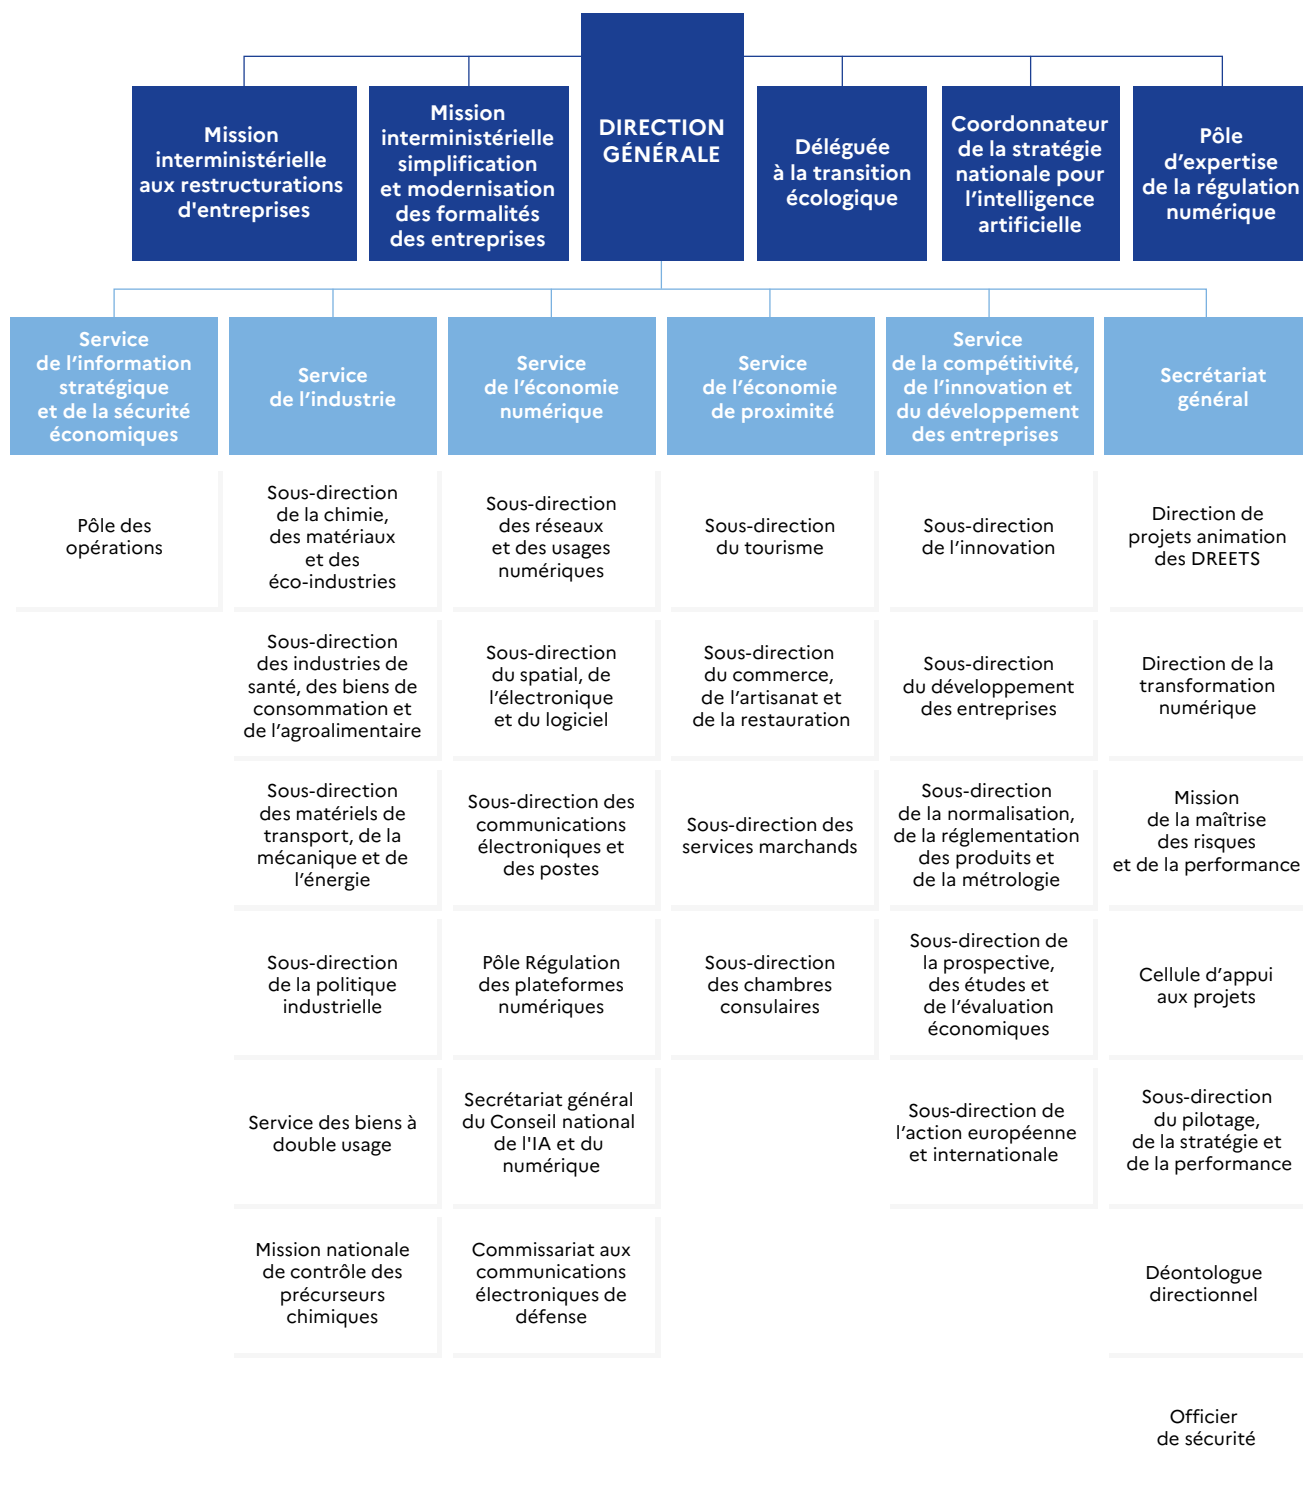 DIRECTION
GÉNÉRALE
Mission
interministérielle
aux restructurations
d'entreprises
Mission
interministérielle
simplification
et modernisation
des formalités
des entreprises
Déléguée
à la transition
écologique
Coordonnateur
de la stratégie
nationale pour
l’intelligence
artificielle
Pôle
d’expertise
de la régulation
numérique
Service
de l’information
stratégique
et de la sécurité
économiques
Pôle des
opérations
Service
de l’industrie
Sous-direction
de la chimie,
des matériaux
et des
éco-industries
Sous-direction
des industries de
santé, des biens de
consommation et
de l’agroalimentaire
Sous-direction
des matériels de
transport, de la
mécanique et de
l’énergie
Sous-direction
de la politique
industrielle
Service des biens à
double usage
Mission nationale
de contrôle des
précurseurs
chimiques
Service
de l’économie
numérique
Sous-direction
des réseaux
et des usages
numériques
Sous-direction
du spatial, de
l’électronique
et du logiciel
Sous-direction des
communications
électroniques et
des postes
Pôle Régulation
des plateformes
numériques
Secrétariat général
du Conseil national
de l'IA et du
numérique
Commissariat aux
communications
électroniques de
défense
Service
de l’économie
de proximité
Sous-direction
du tourisme
Sous-direction
du commerce,
de l’artisanat et
de la restauration
Sous-direction des
services marchands
Sous-direction
des chambres
consulaires
Service
de la compétitivité,
de l’innovation et
du développement
des entreprises
Sous-direction
de l’innovation
Sous-direction
du développement
des entreprises
Sous-direction
de la normalisation,
de la réglementation
des produits et
de la métrologie
Sous-direction de
la prospective,
des études et
de l’évaluation
économiques
Sous-direction de
l’action européenne
et internationale
Secrétariat
général
Direction de
projets animation
des DREETS
Direction de la
transformation
numérique
Mission
de la maîtrise
des risques
et de la performance
Cellule d’appui
aux projets
Sous-direction
du pilotage,
de la stratégie et
de la performance
Déontologue
directionnel
Officier
de sécurité